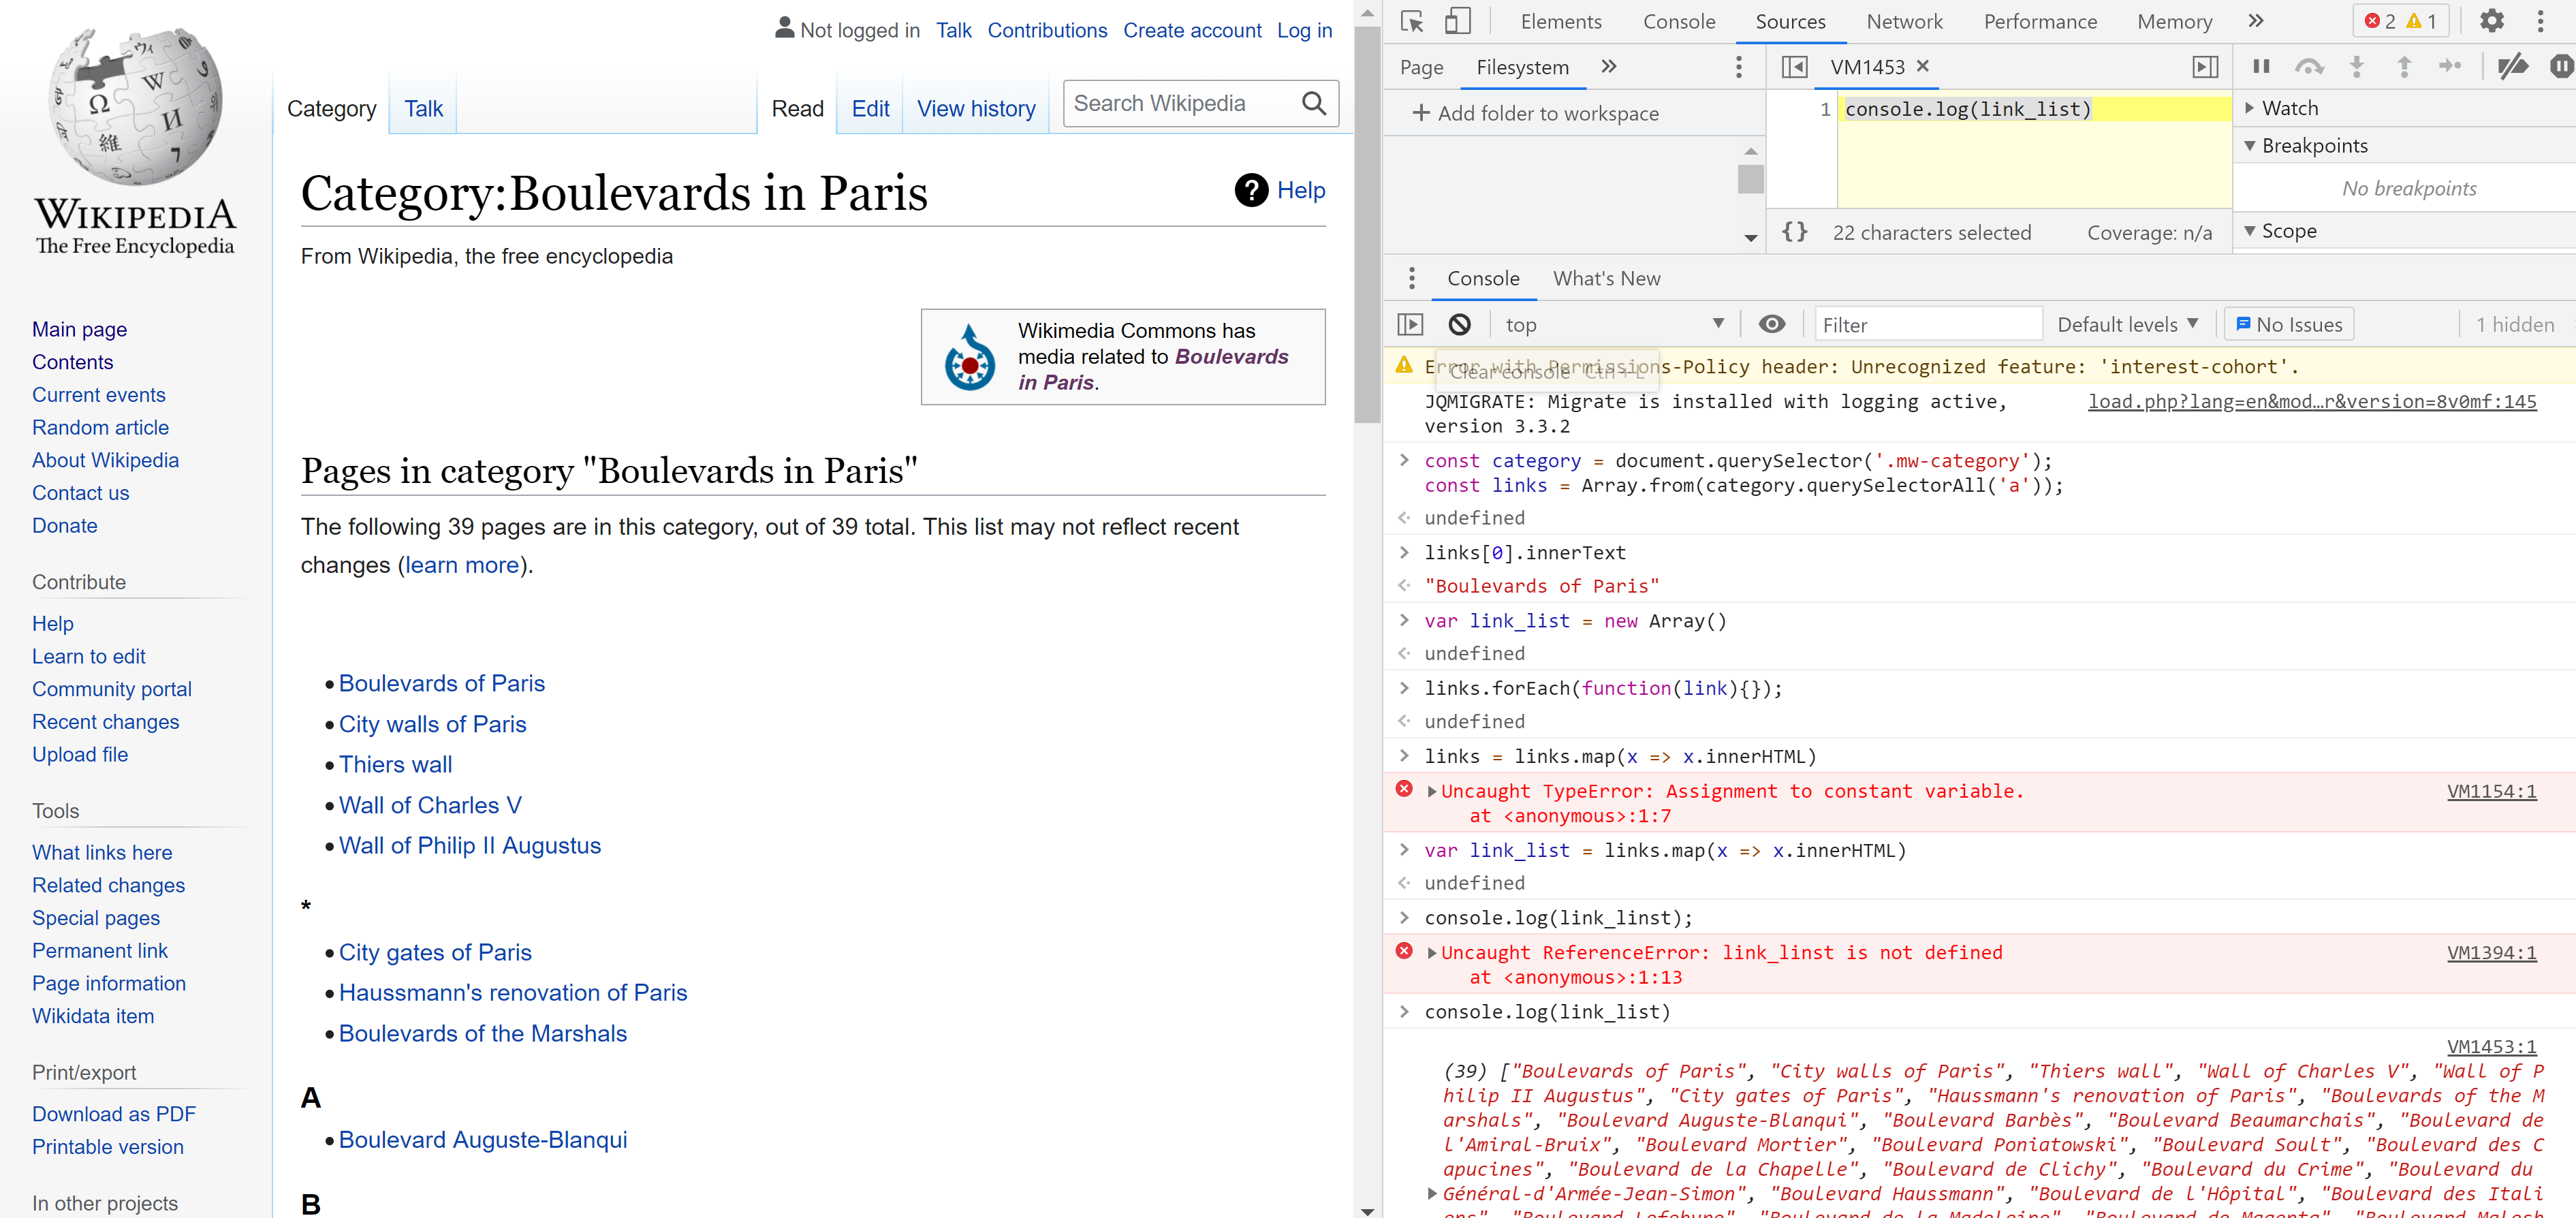 WIKIPEDIA
The Free Encyclopedia
Main page
Contents
Current events
Random article
About Wikipedia
Contact us
Donate
Contribute
Help
Learn to edit
Community portal
Recent changes
Upload file
Tools
What links here
Related changes
Special pages
Permanent link
Page information
Wikidata item
Print/export
Download as PDF
Printable version
In other projects
Not logged in Talk Contributions Create account Log in
Category Talk Read Edit View history Search Wikipedia
Category:Boulevards in Paris
Help
From Wikipedia, the free encyclopedia
Wikimedia Commons has
media related to Boulevards
in Paris.
Pages in category "Boulevards in Paris"
The following 39 pages are in this category, out of 39 total. This list may not reflect recent
changes (learn more).
Boulevards of Paris
City walls of Paris
Thiers wall
Wall of Charles V
Wall of Philip II Augustus
*
City gates of Paris
Haussmann's renovation of Paris
Boulevards of the Marshals
A
Boulevard Auguste-Blanqui
B
Elements Console Sources Network Performance Memory 2 1
Page Filesystem
Add folder to workspace
VM1453
1 console.log(link_list)
{} 22 characters selected Coverage: n/a
Watch
Breakpoints
No breakpoints
Scope
Console What's New
top Filter Default levels No Issues 1 hidden
Error with Permissions-Policy header: Unrecognized feature: 'interest-cohort'.
Clear console Ctrl + L
JQMIGRATE: Migrate is installed with logging active, load.php?lang=en&mod…r&version=8v0mf:145
version 3.3.2
const category = document.querySelector('.mw-category');
const links = Array.from(category.querySelectorAll('a'));
undefined
links[0].innerText
"Boulevards of Paris"
var link_list = new Array()
undefined
links.forEach(function(link){});
undefined
links = links.map(x => x.innerHTML)
Uncaught TypeError: Assignment to constant variable. VM1154:1
at <anonymous>:1:7
var link_list = links.map(x => x.innerHTML)
undefined
console.log(link_linst);
Uncaught ReferenceError: link_linst is not defined VM1394:1
at <anonymous>:1:13
console.log(link_list)
VM1453:1
(39) ["Boulevards of Paris", "City walls of Paris", "Thiers wall", "Wall of Charles V", "Wall of P
hilip II Augustus", "City gates of Paris", "Haussmann's renovation of Paris", "Boulevards of the M
arshals", "Boulevard Auguste-Blanqui", "Boulevard Barbès", "Boulevard Beaumarchais", "Boulevard de
l'Amiral-Bruix", "Boulevard Mortier", "Boulevard Poniatowski", "Boulevard Soult", "Boulevard des C
apucines", "Boulevard de la Chapelle", "Boulevard de Clichy", "Boulevard du Crime", "Boulevard du
Général-d'Armée-Jean-Simon", "Boulevard Haussmann", "Boulevard de l'Hôpital", "Boulevard des Itali
ens", "Boulevard Lefebvre", "Boulevard de la Madeleine", "Boulevard de Magenta", "Boulevard Malesh